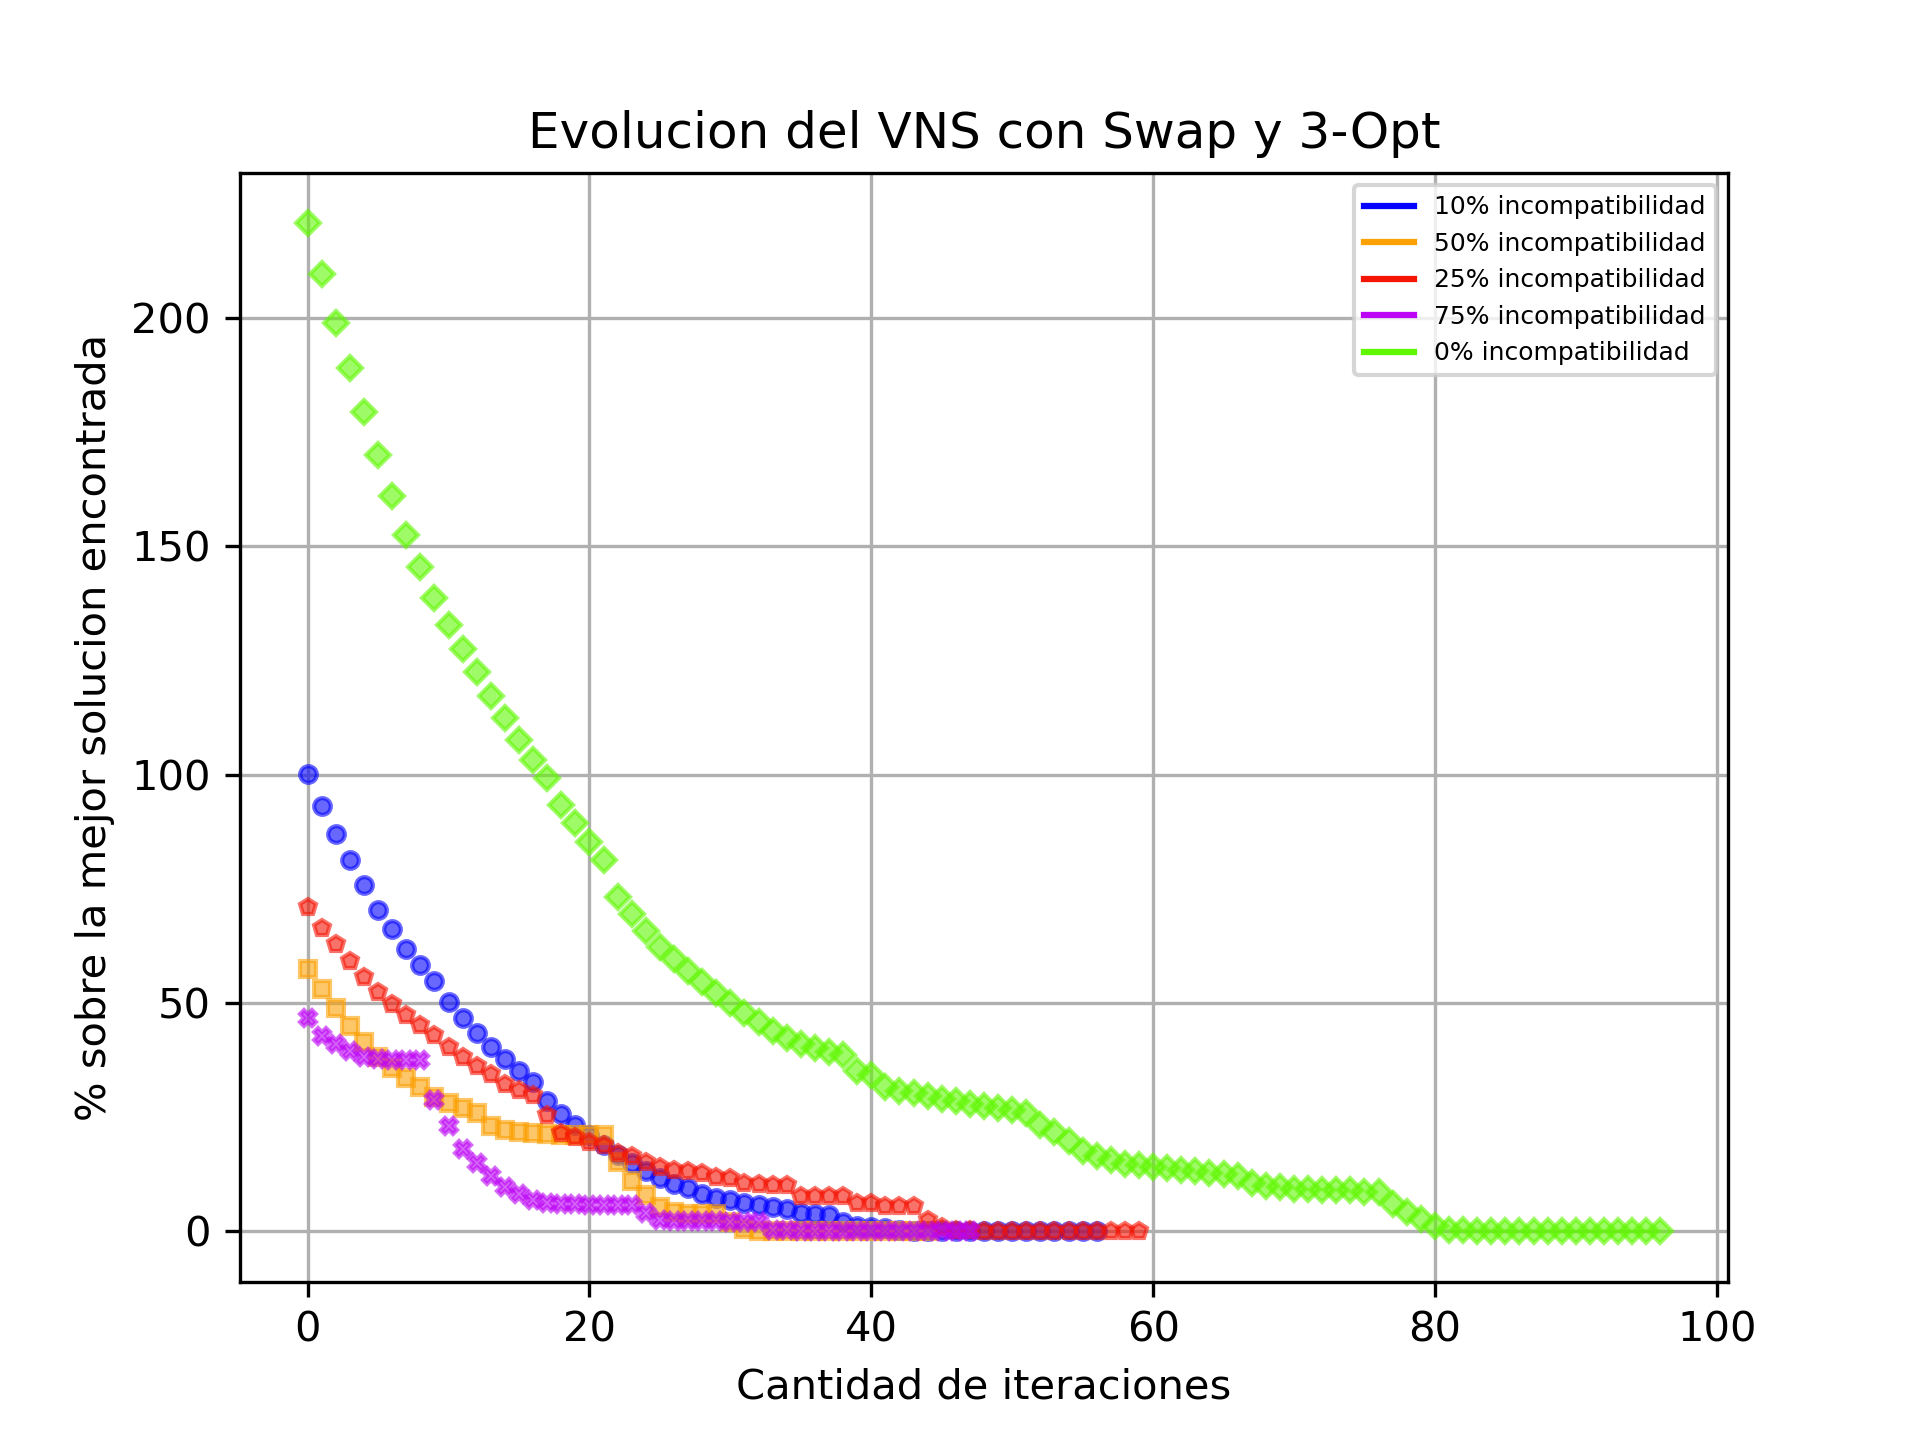 Evolucion del VNS con Swap y 3-Opt
10% incompatibilidad
50% incompatibilidad
25% incompatibilidad
75% incompatibilidad
0% incompatibilidad
% sobre la mejor solucion encontrada
200
150
100
50
0
0 20 40 60 80 100
Cantidad de iteraciones